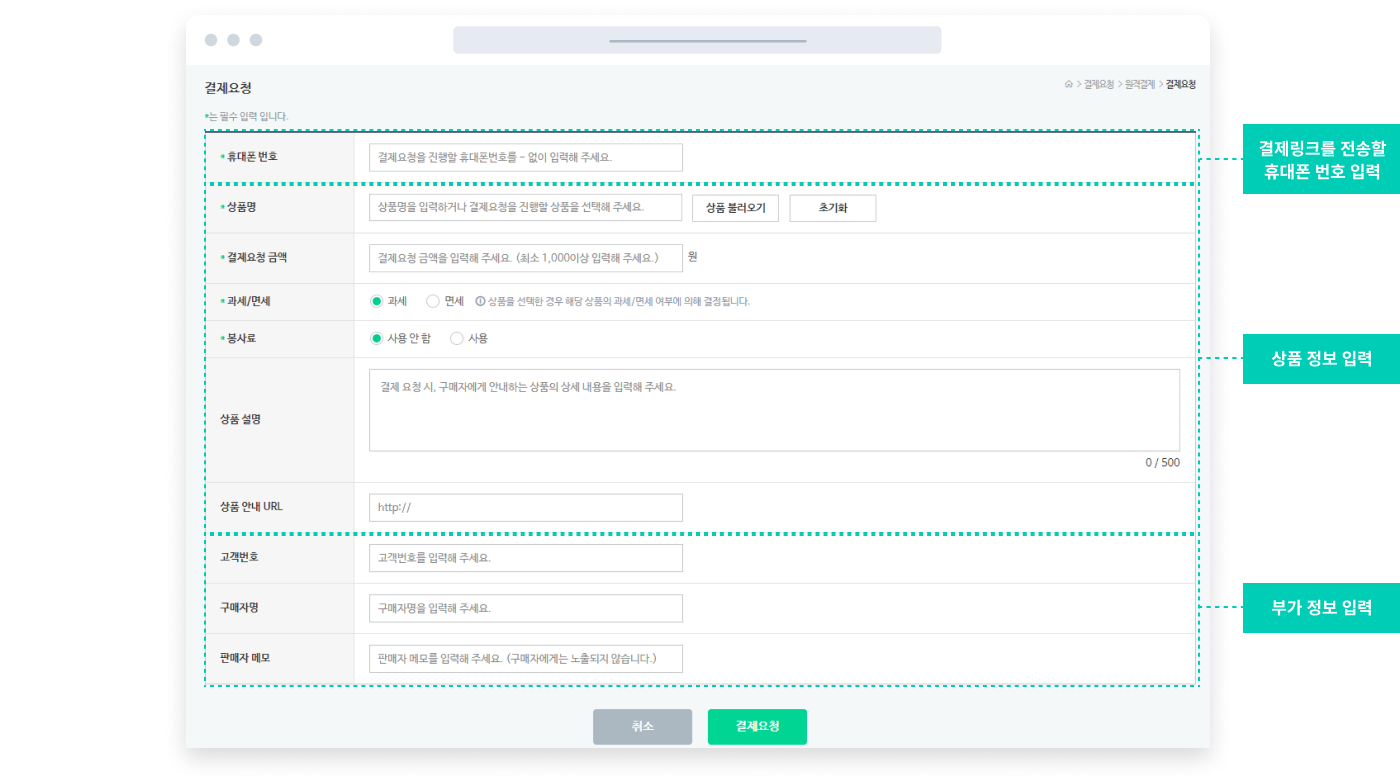 결제요청
> 결제요청 > 원격결제 > 결제요청
*는 필수 입력 입니다.
* 휴대폰 번호
결제요청을 진행할 휴대폰번호를 - 없이 입력해 주세요.
결제링크를 전송할
휴대폰 번호 입력
* 상품명
상품명을 입력하거나 결제요청을 진행할 상품을 선택해 주세요.
상품 불러오기
초기화
* 결제요청 금액
결제요청 금액을 입력해 주세요. (최소 1,000이상 입력해 주세요.)
원
* 과세/면세
과세
면세
상품을 선택한 경우 해당 상품의 과세/면세 여부에 의해 결정됩니다.
* 봉사료
사용 안 함
사용
상품 정보 입력
상품 설명
결제 요청 시, 구매자에게 안내하는 상품의 상세 내용을 입력해 주세요.
0 / 500
상품 안내 URL
http://
고객번호
고객번호를 입력해 주세요.
구매자명
구매자명을 입력해 주세요.
부가 정보 입력
판매자 메모
판매자 메모를 입력해 주세요. (구매자에게는 노출되지 않습니다.)
취소
결제요청